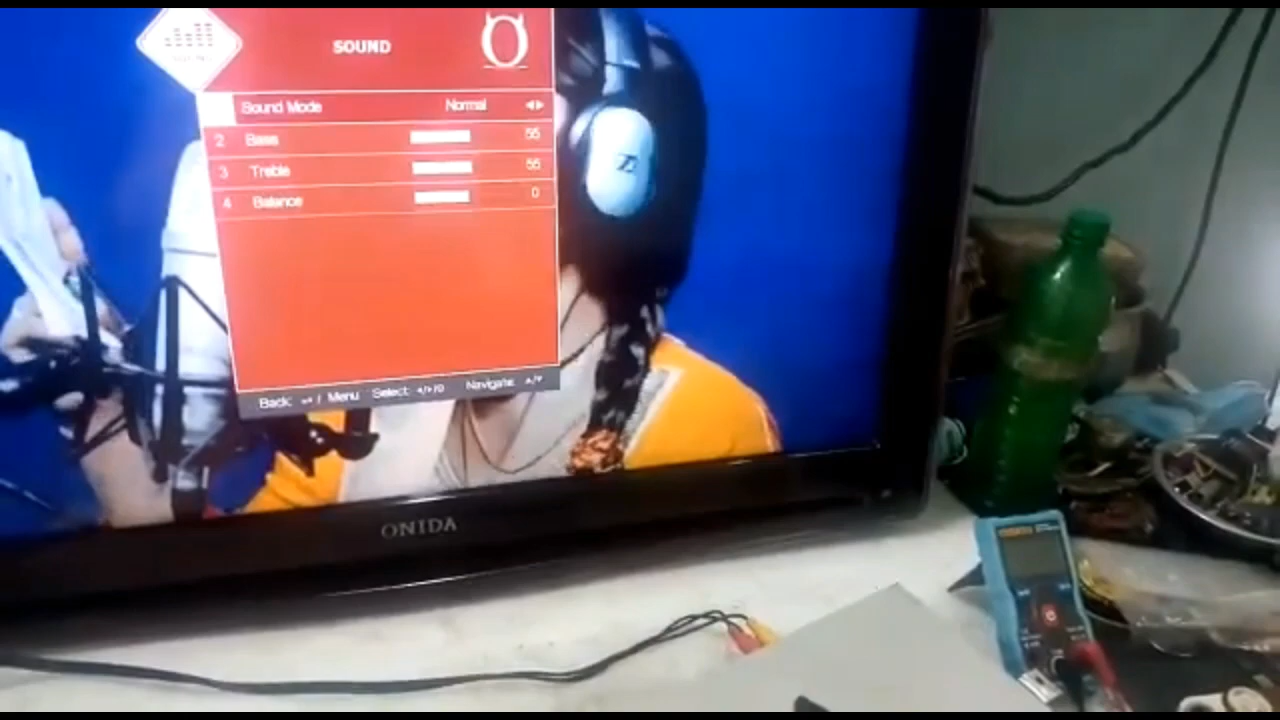 SOUND
Sound Mode Normal
2 Bass 55
3 Treble 55
4 Balance 0
Back: / Menu Select: Navigate:
ONIDA